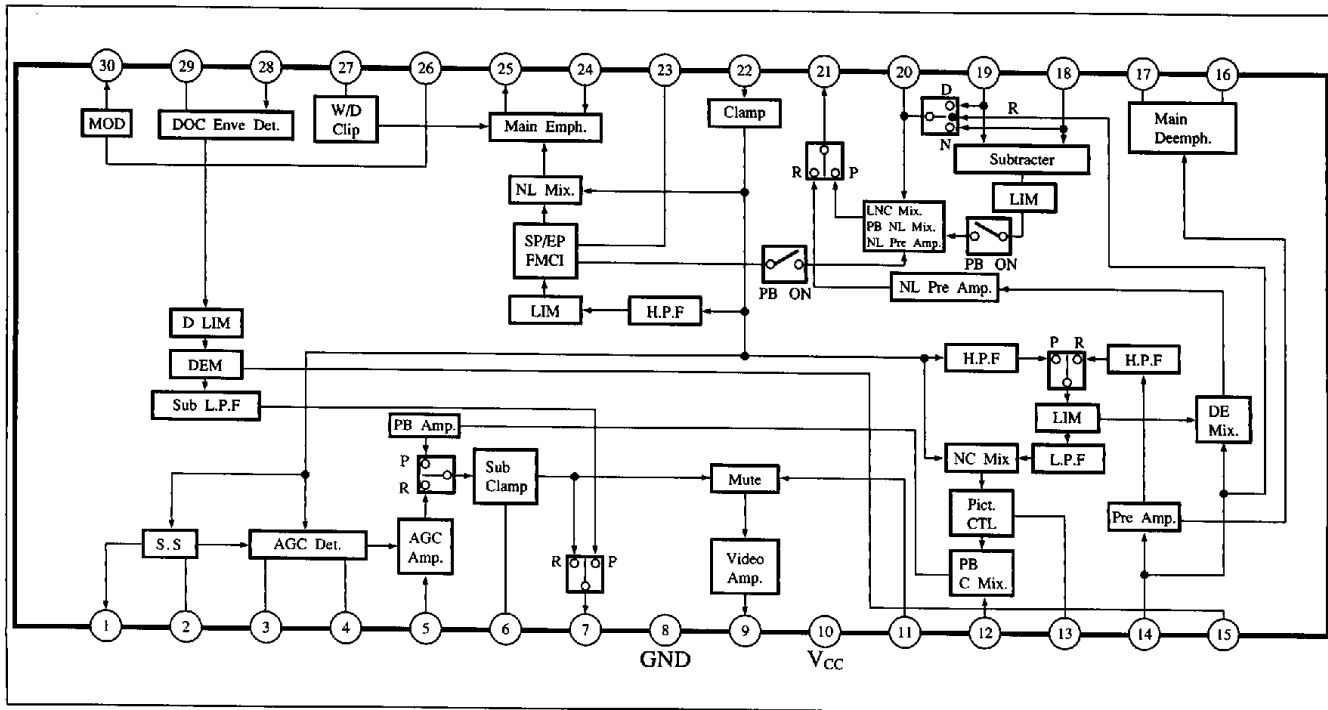 30 29 28 27 26 25 24 23 22 21 20 19 18 17 16
MOD
DOC Enve Det.
W/D
Clip
Main Emph.
Clamp
D
R
N
Main
Deemph.
Subtracter
R P
LIM
NL Mix.
LNC Mix.
PB NL Mix.
NL Pre Amp.
SP/EP
FMCI
PB ON
PB ON
NL Pre Amp.
LIM
H.P.F
D LIM
DEM
Sub L.P.F
H.P.F
P R
H.P.F
LIM
DE
Mix.
PB Amp.
NC Mix
L.P.F
P
R
Sub
Clamp
Mute
Pict.
CTL
Pre Amp.
S.S
AGC Det.
AGC
Amp.
R P
Video
Amp.
PB
C Mix.
1 2 3 4 5 6 7 8 9 10 11 12 13 14 15
GND
VCC